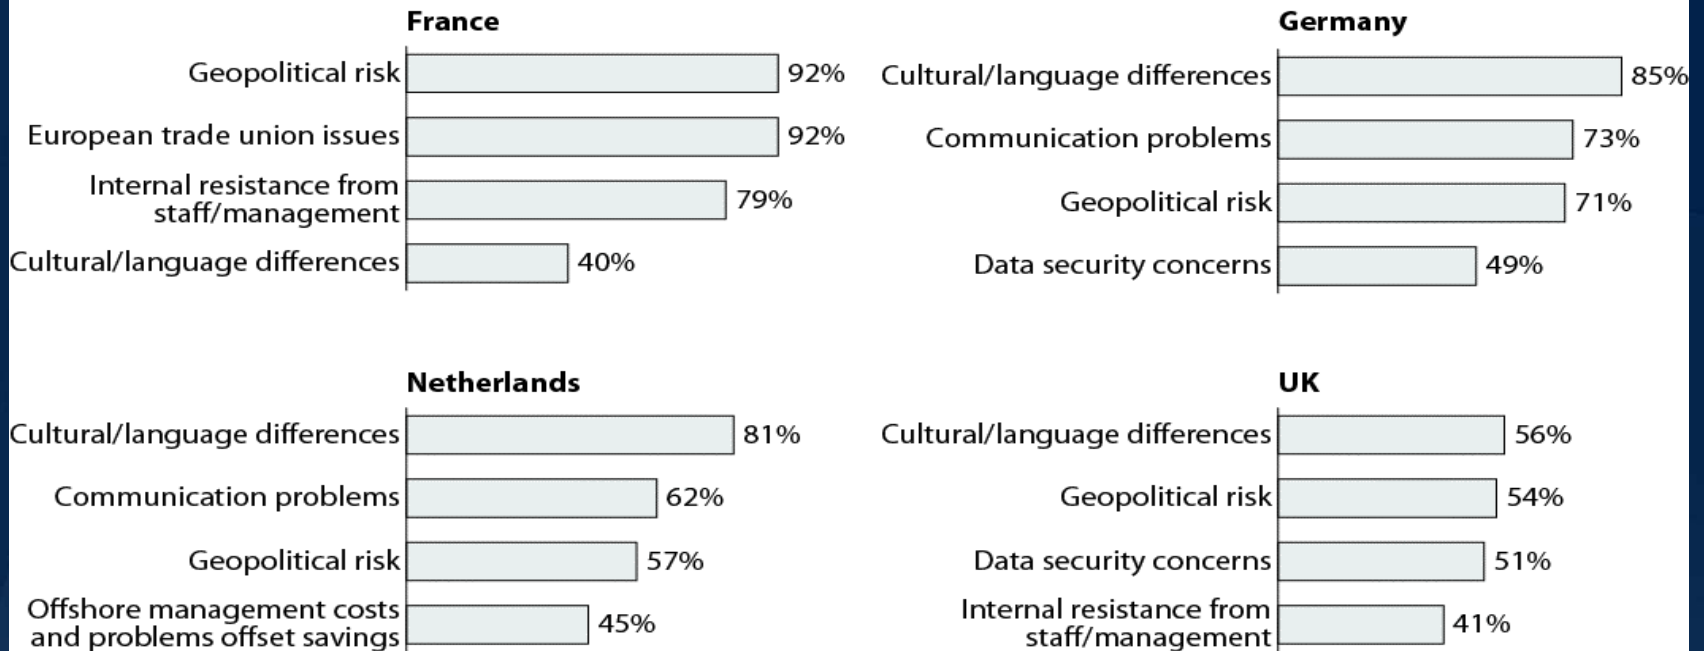 France
Geopolitical risk 92%
European trade union issues 92%
Internal resistance from
staff/management 79%
Cultural/language differences 40%
Germany
Cultural/language differences 85%
Communication problems 73%
Geopolitical risk 71%
Data security concerns 49%
Netherlands
Cultural/language differences 81%
Communication problems 62%
Geopolitical risk 57%
Offshore management costs
and problems offset savings 45%
UK
Cultural/language differences 56%
Geopolitical risk 54%
Data security concerns 51%
Internal resistance from
staff/management 41%